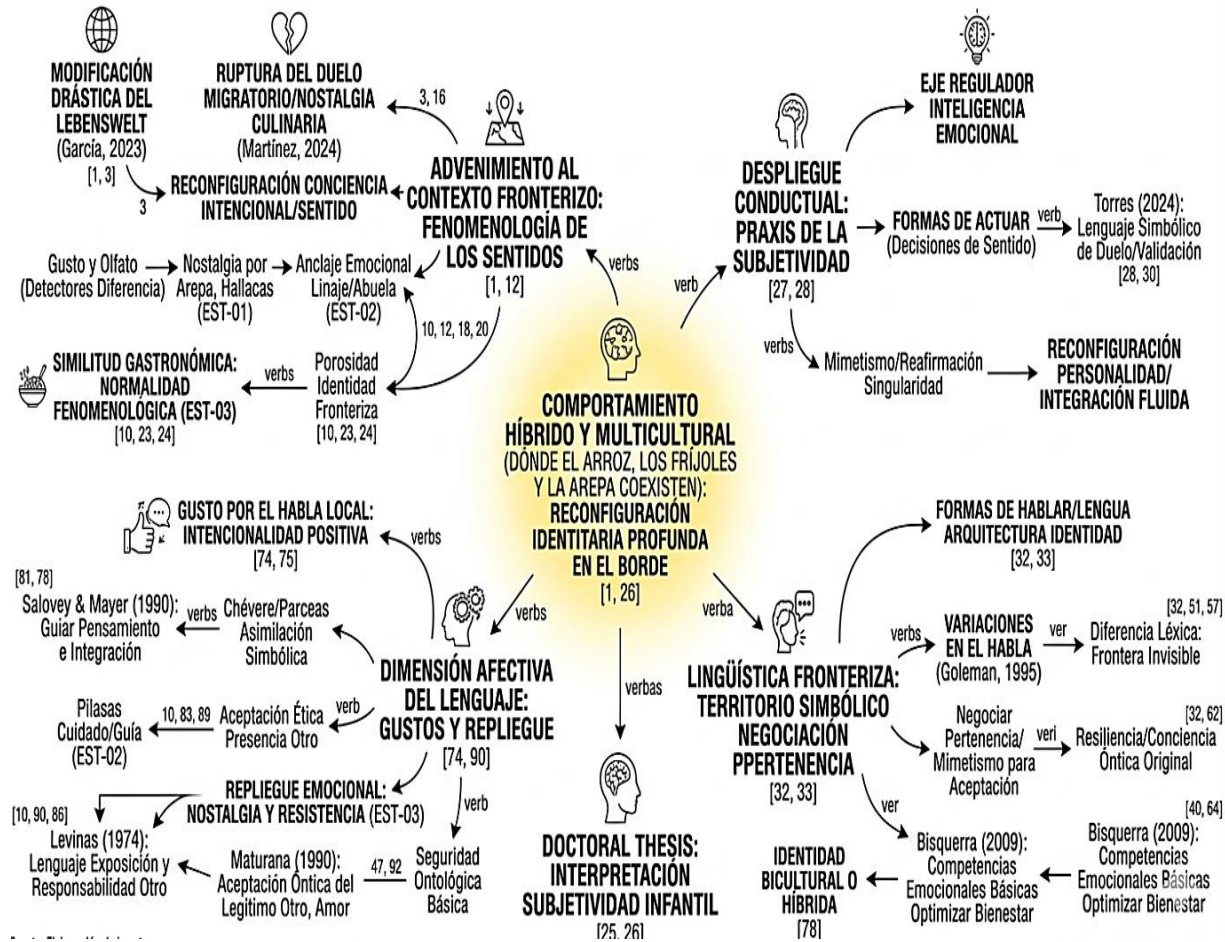 MODIFICACIÓN
DRÁSTICA DEL
LEBENSWELT
(García, 2023)
[1, 3]
3
RUPTURA DEL DUELO
MIGRATORIO/NOSTALGIA
CULINARIA
(Martínez, 2024)
3, 16
RECONFIGURACIÓN CONCIENCIA
INTENCIONAL/SENTIDO
ADVENIMIENTO AL
CONTEXTO FRONTERIZO:
FENOMENOLOGÍA DE
LOS SENTIDOS
[1, 12]
Gusto y Olfato
(Detectores Diferencia)
Nostalgia por
Arepa, Hallacas
(EST-01)
Anclaje Emocional
Linaje/Abuela
(EST-02)
10, 12, 18, 20
SIMILITUD GASTRONÓMICA:
NORMALIDAD
FENOMENOLÓGICA (EST-03)
[10, 23, 24]
verbs
Porosidad
Identidad
Fronteriza
[10, 23, 24]
verbs
verb
DESPLIEGUE
CONDUCTUAL:
PRAXIS DE LA
SUBJETIVIDAD
[27, 28]
EJE REGULADOR
INTELIGENCIA
EMOCIONAL
FORMAS DE ACTUAR
(Decisiones de Sentido)
verb
Torres (2024):
Lenguaje Simbólico
de Duelo/Validación
[28, 30]
verbs
Mimetismo/Reafirmación
Singularidad
RECONFIGURACIÓN
PERSONALIDAD/
INTEGRACIÓN FLUIDA
COMPORTAMIENTO
HÍBRIDO Y MULTICULTURAL
(DÓNDE EL ARROZ, LOS FRÍJOLES
Y LA AREPA COEXISTEN):
RECONFIGURACIÓN
IDENTITARIA PROFUNDA
EN EL BORDE
[1, 26]
verbs
verbas
verba
GUSTO POR EL HABLA LOCAL:
INTENCIONALIDAD POSITIVA
[74, 75]
verbs
[81, 78]
Salovey & Mayer (1990):
Guiar Pensamiento
e Integración
verbs
Chévere/Parceas
Asimilación
Simbólica
DIMENSIÓN AFECTIVA
DEL LENGUAJE:
GUSTOS Y REPLIEGUE
[74, 90]
Pilasas
Cuidado/Guía
(EST-02)
10, 83, 89
Aceptación Ética
Presencia Otro
verb
REPLIEGUE EMOCIONAL:
NOSTALGIA Y RESISTENCIA (EST-03)
verb
[10, 90, 86]
Levinas (1974):
Lenguaje Exposición y
Responsabilidad Otro
Maturana (1990):
Aceptación Óntica del
Legitimo Otro, Amor
47, 92
Seguridad
Ontológica
Básica
DOCTORAL THESIS:
INTERPRETACIÓN
SUBJETIVIDAD INFANTIL
[25, 26]
FORMAS DE HABLAR/LENGUA
ARQUITECTURA IDENTIDAD
[32, 33]
LINGÜÍSTICA FRONTERIZA:
TERRITORIO SIMBÓLICO
NEGOCIACIÓN
PPERTENENCIA
[32, 33]
verbs
VARIACIONES
EN EL HABLA
(Goleman, 1995)
ver
[32, 51, 57]
Diferencia Léxica:
Frontera Invisible
Negociar
Pertenencia/
Mimetismo para
Aceptación
veri
[32, 62]
Resiliencia/Conciencia
Óntica Original
ver
IDENTIDAD
BICULTURAL O
HÍBRIDA
[78]
Bisquerra (2009):
Competencias
Emocionales Básicas
Optimizar Bienestar
[40, 64]
Bisquerra (2009):
Competencias
Emocionales Básicas
Optimizar Bienestar